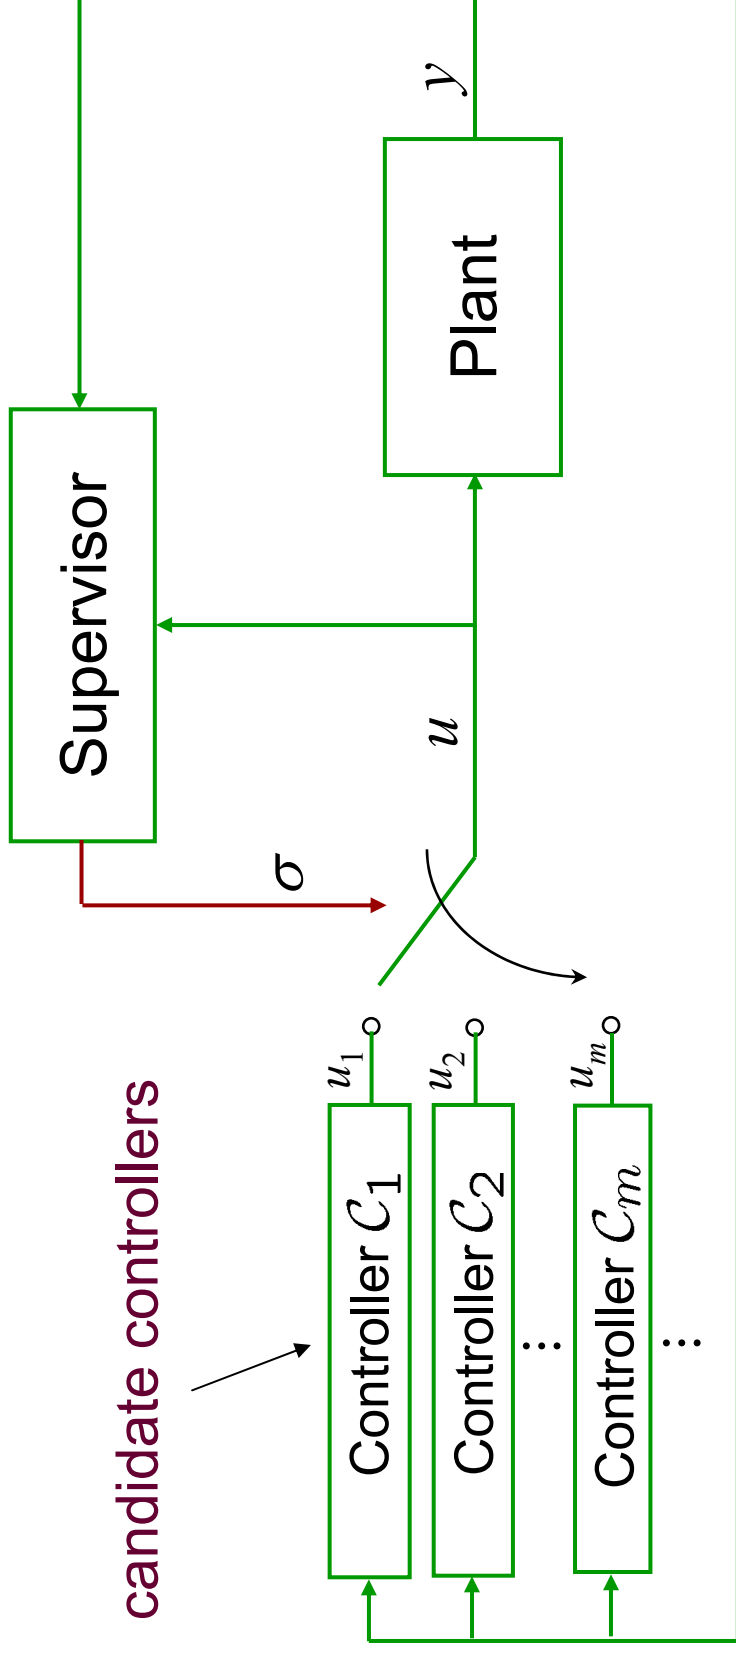 candidate controllers
Supervisor
σ
Controller 𝒞₁
u₁
Controller 𝒞₂
u₂
u
Plant
y
...
Controller 𝒞ₘ
uₘ
...